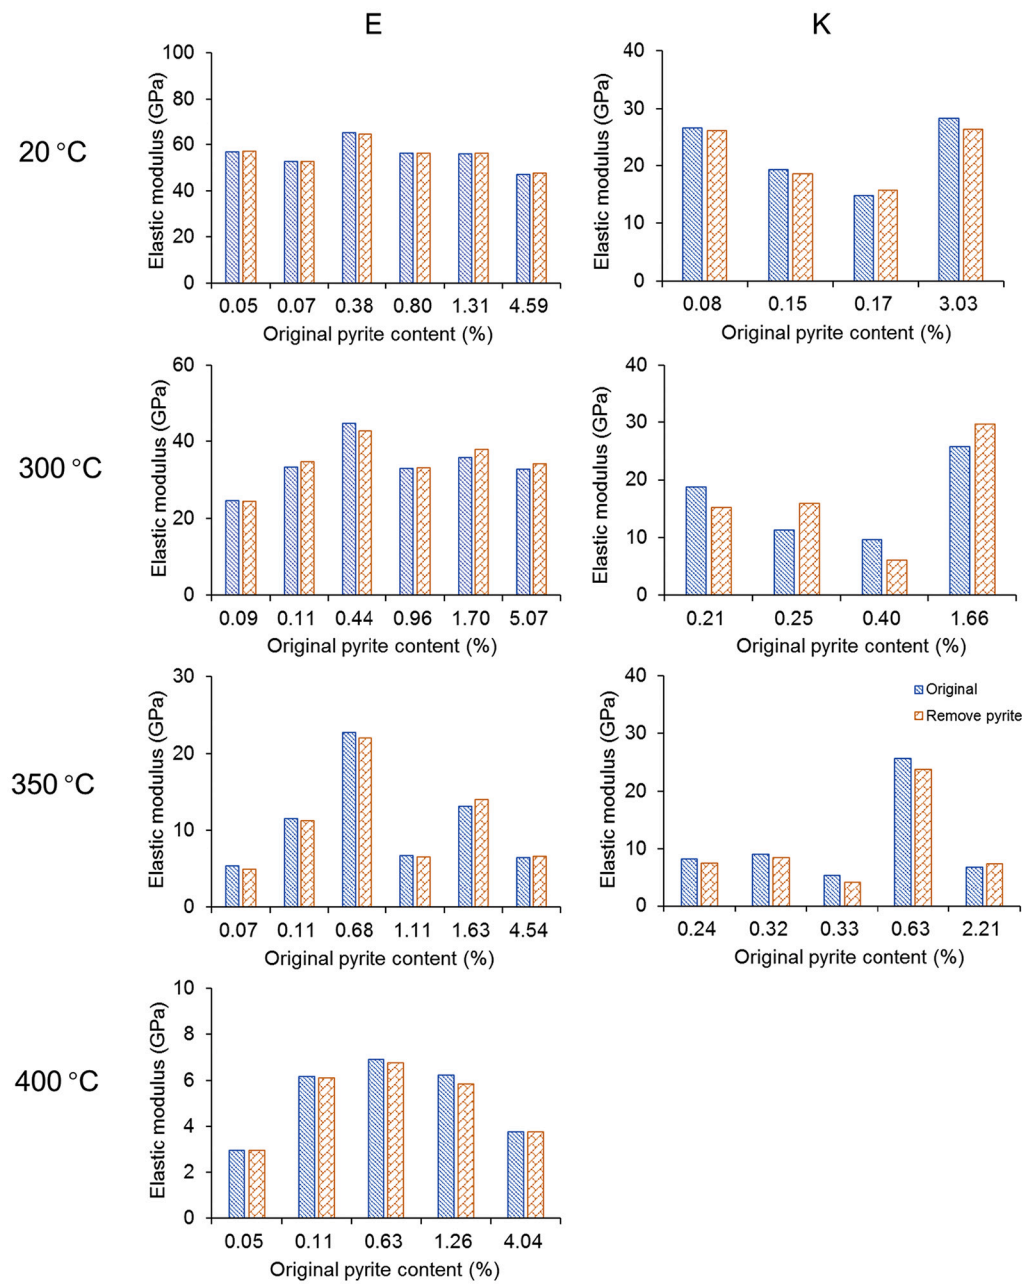 E
K
20 °C
Elastic modulus (GPa)
100
80
60
40
20
0
0.05 0.07 0.38 0.80 1.31 4.59
Original pyrite content (%)
Elastic modulus (GPa)
40
30
20
10
0
0.08 0.15 0.17 3.03
Original pyrite content (%)
300 °C
Elastic modulus (GPa)
60
40
20
0
0.09 0.11 0.44 0.96 1.70 5.07
Original pyrite content (%)
Elastic modulus (GPa)
40
30
20
10
0
0.21 0.25 0.40 1.66
Original pyrite content (%)
350 °C
Elastic modulus (GPa)
30
20
10
0
0.07 0.11 0.68 1.11 1.63 4.54
Original pyrite content (%)
Elastic modulus (GPa)
40
30
20
10
0
Original
Remove pyrite
0.24 0.32 0.33 0.63 2.21
Original pyrite content (%)
400 °C
Elastic modulus (GPa)
10
8
6
4
2
0
0.05 0.11 0.63 1.26 4.04
Original pyrite content (%)